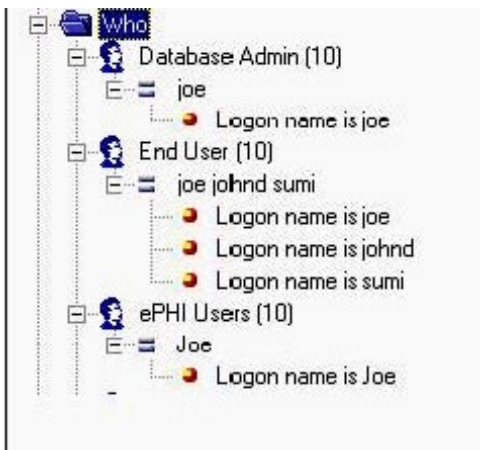 Who
Database Admin (10)
joe
Logon name is joe
End User (10)
joe johnd sumi
Logon name is joe
Logon name is johnd
Logon name is sumi
ePHI Users (10)
Joe
Logon name is Joe